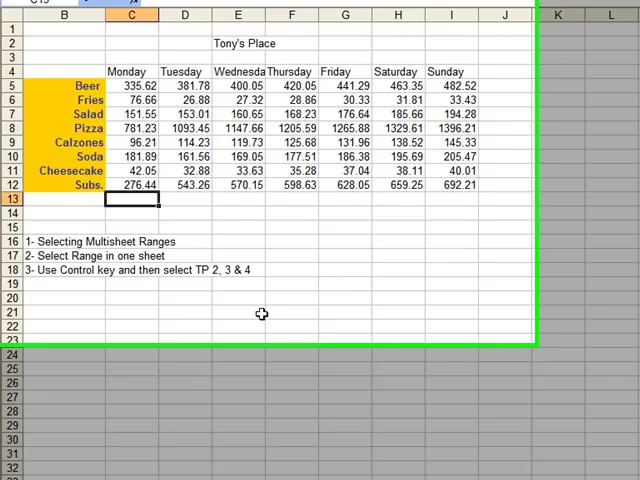 B C D E F G H I J K L
1
2 Tony's Place
3
4 Monday Tuesday Wednesda Thursday Friday Saturday Sunday
5 Beer 335.62 381.78 400.05 420.05 441.29 463.35 482.52
6 Fries 76.66 26.88 27.32 28.86 30.33 31.81 33.43
7 Salad 151.55 153.01 160.65 168.23 176.64 185.66 194.28
8 Pizza 781.23 1093.45 1147.66 1205.59 1265.88 1329.61 1396.21
9 Calzones 96.21 114.23 119.73 125.68 131.96 138.52 145.33
10 Soda 181.89 161.56 169.05 177.51 186.38 195.69 205.47
11 Cheesecake 42.05 32.88 33.63 35.28 37.04 38.11 40.01
12 Subs. 276.44 543.26 570.15 598.63 628.05 659.25 692.21
13
14
15
16 1- Selecting Multisheet Ranges
17 2- Select Range in one sheet
18 3- Use Control key and then select TP 2, 3 & 4
19
20
21
22
23
24
25
26
27
28
29
30
31
32
33